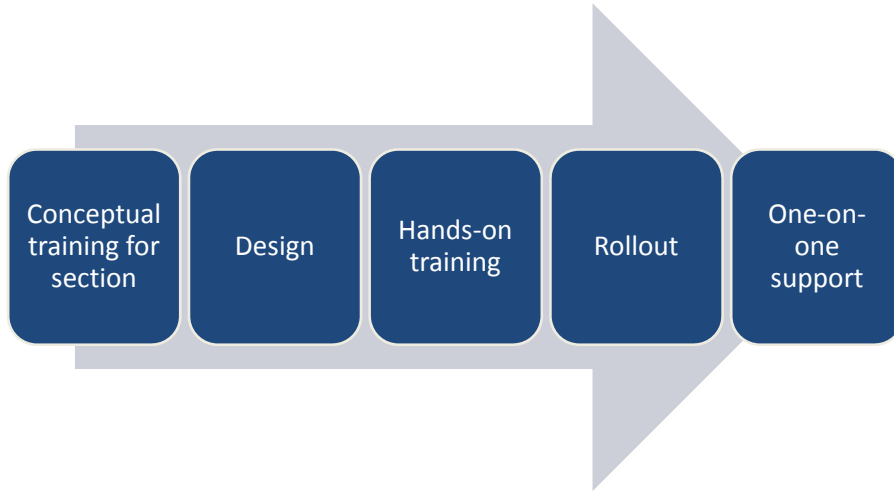 Conceptual
training for
section
Design
Hands-on
training
Rollout
One-on-
one
support